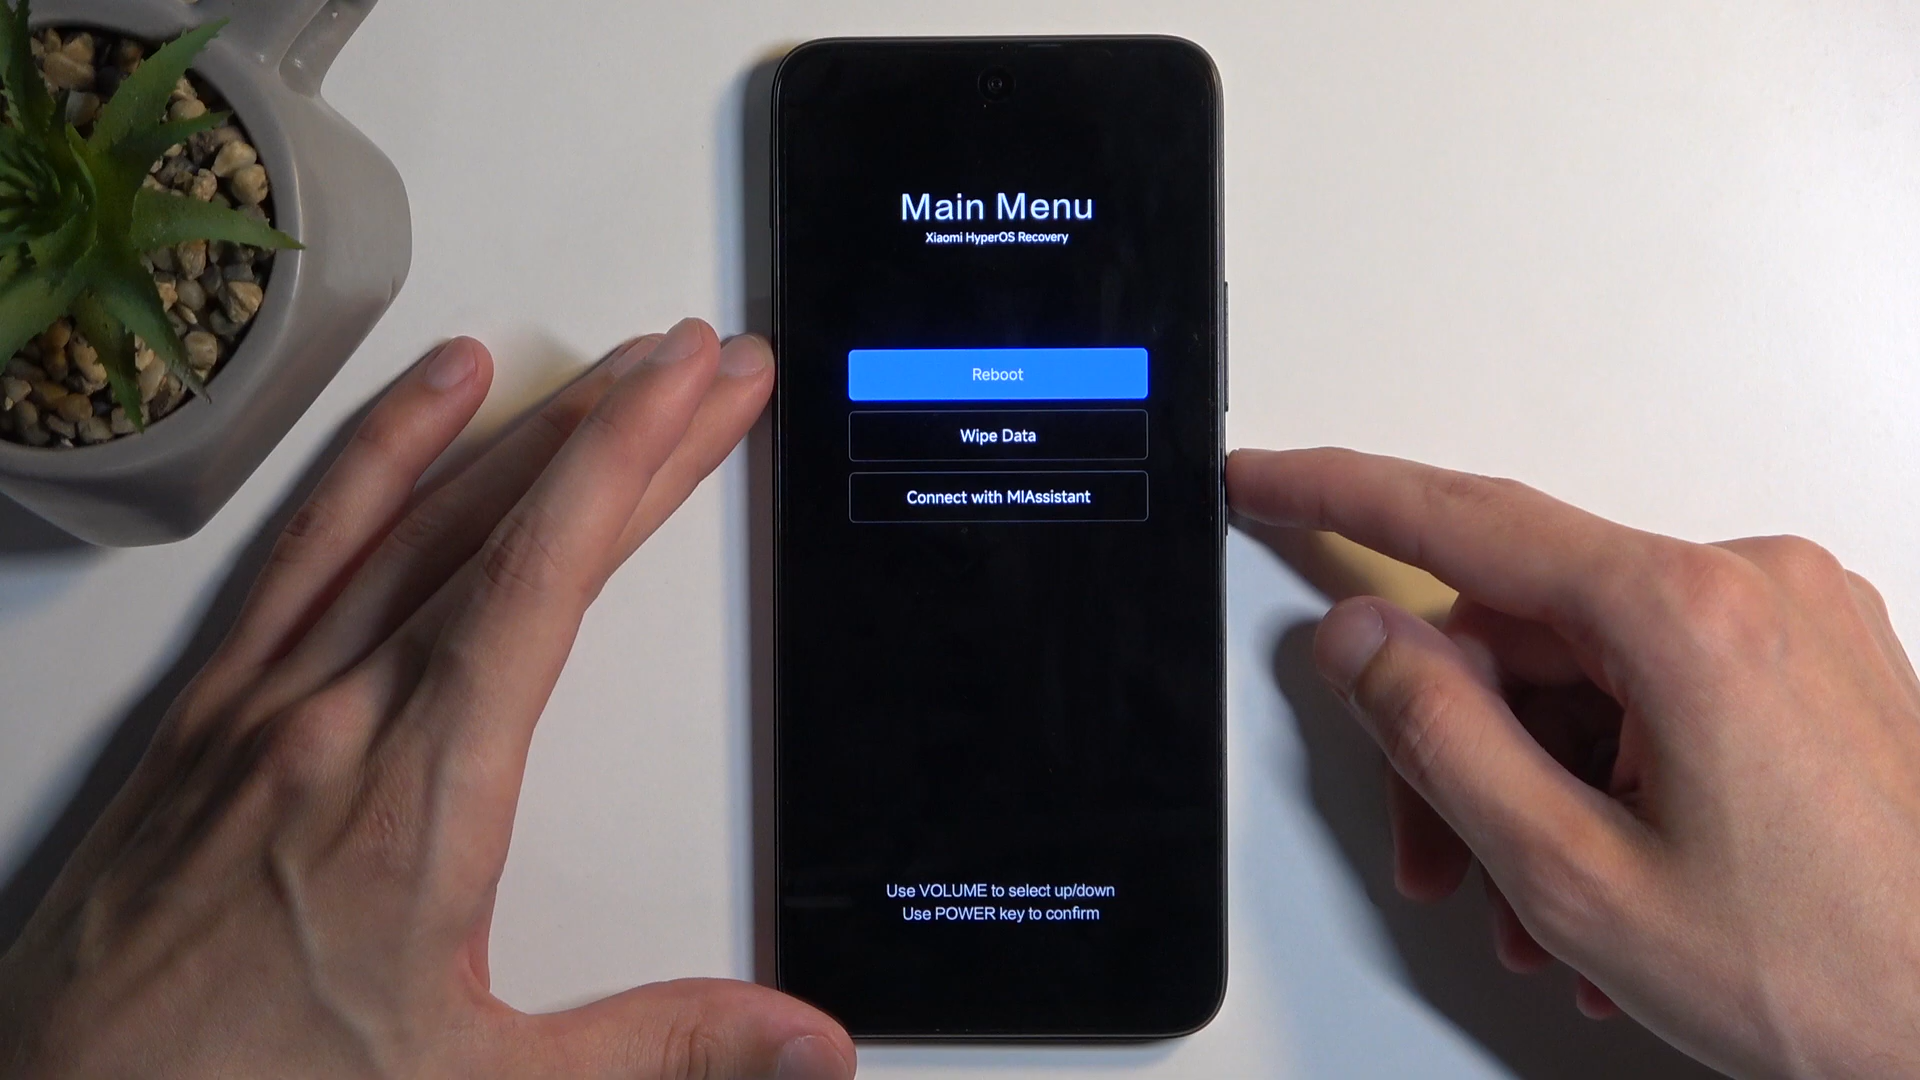 Main Menu
Xiaomi HyperOS Recovery
Reboot
Wipe Data
Connect with MIAssistant
Use VOLUME to select up/down
Use POWER key to confirm